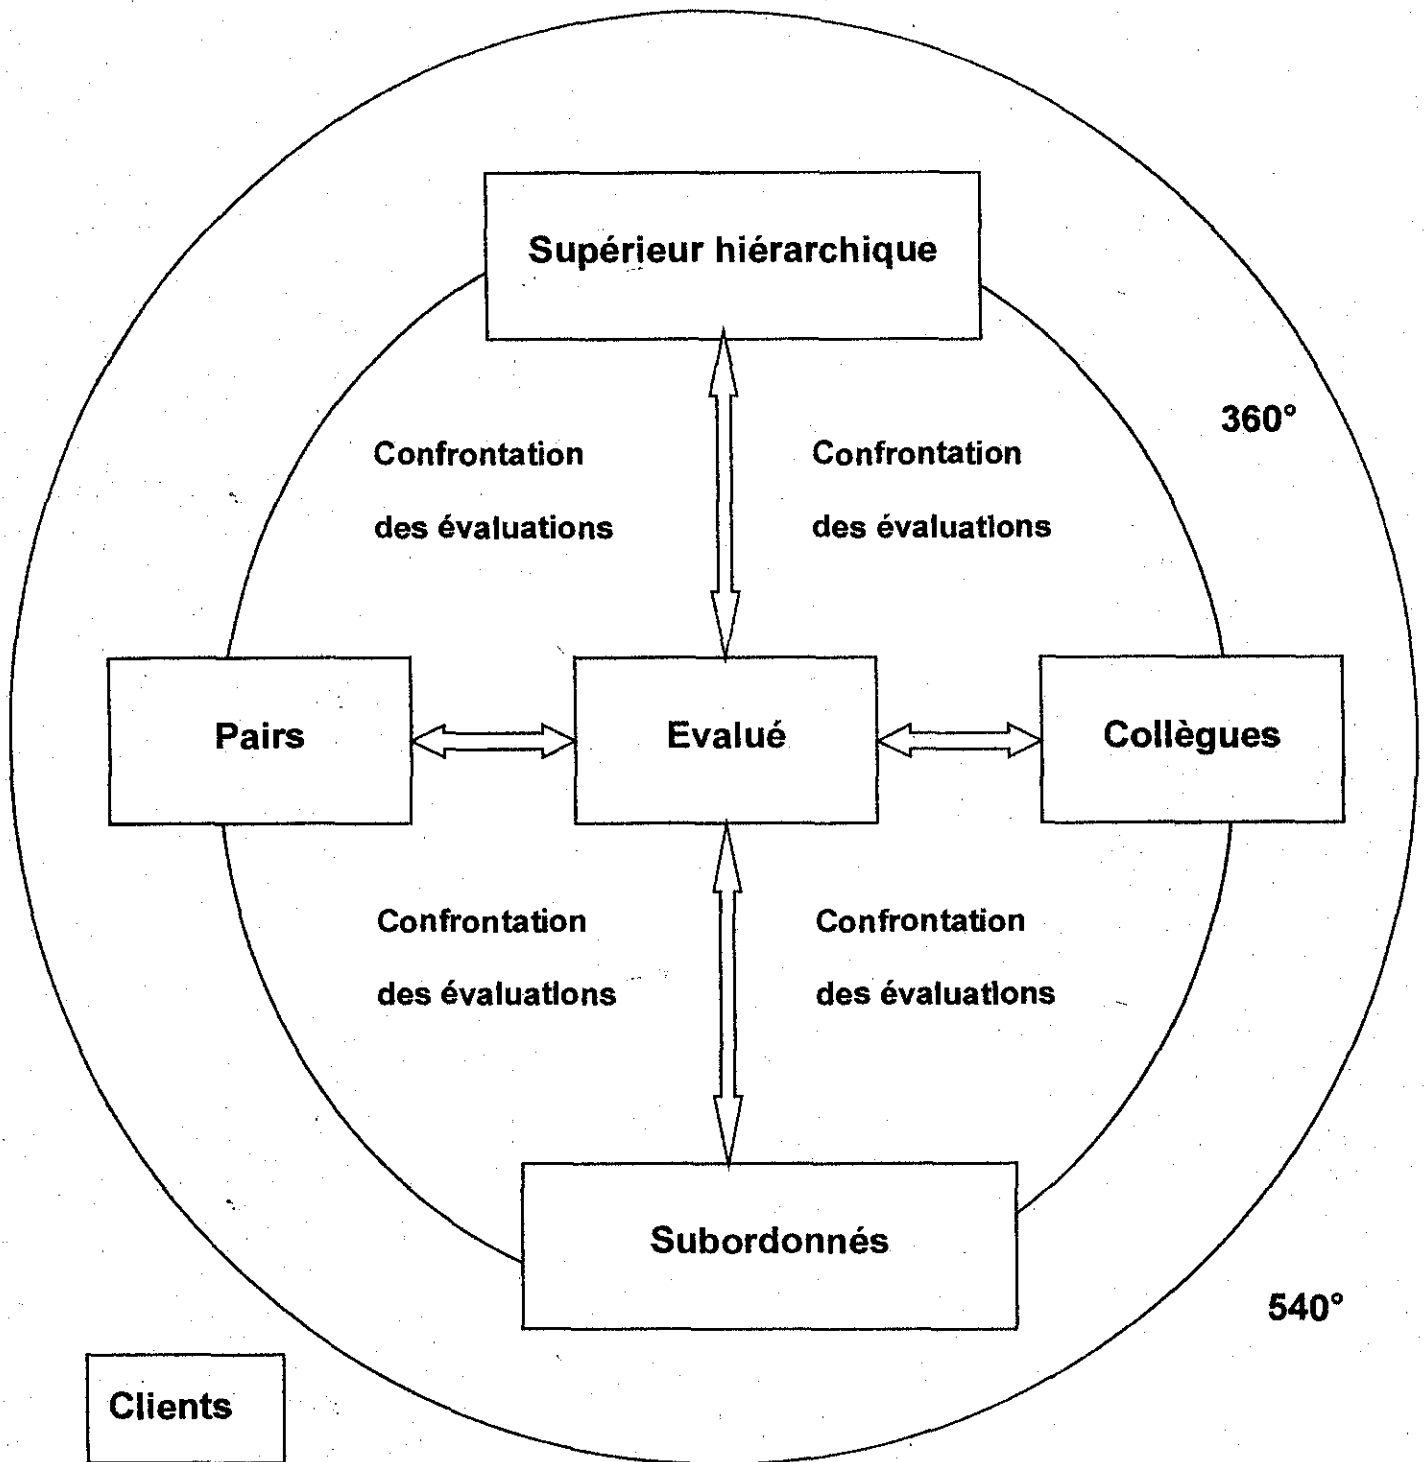 Supérieur hiérarchique
360°
Confrontation
des évaluations
Confrontation
des évaluations
Pairs
Evalué
Collègues
Confrontation
des évaluations
Confrontation
des évaluations
Subordonnés
540°
Clients